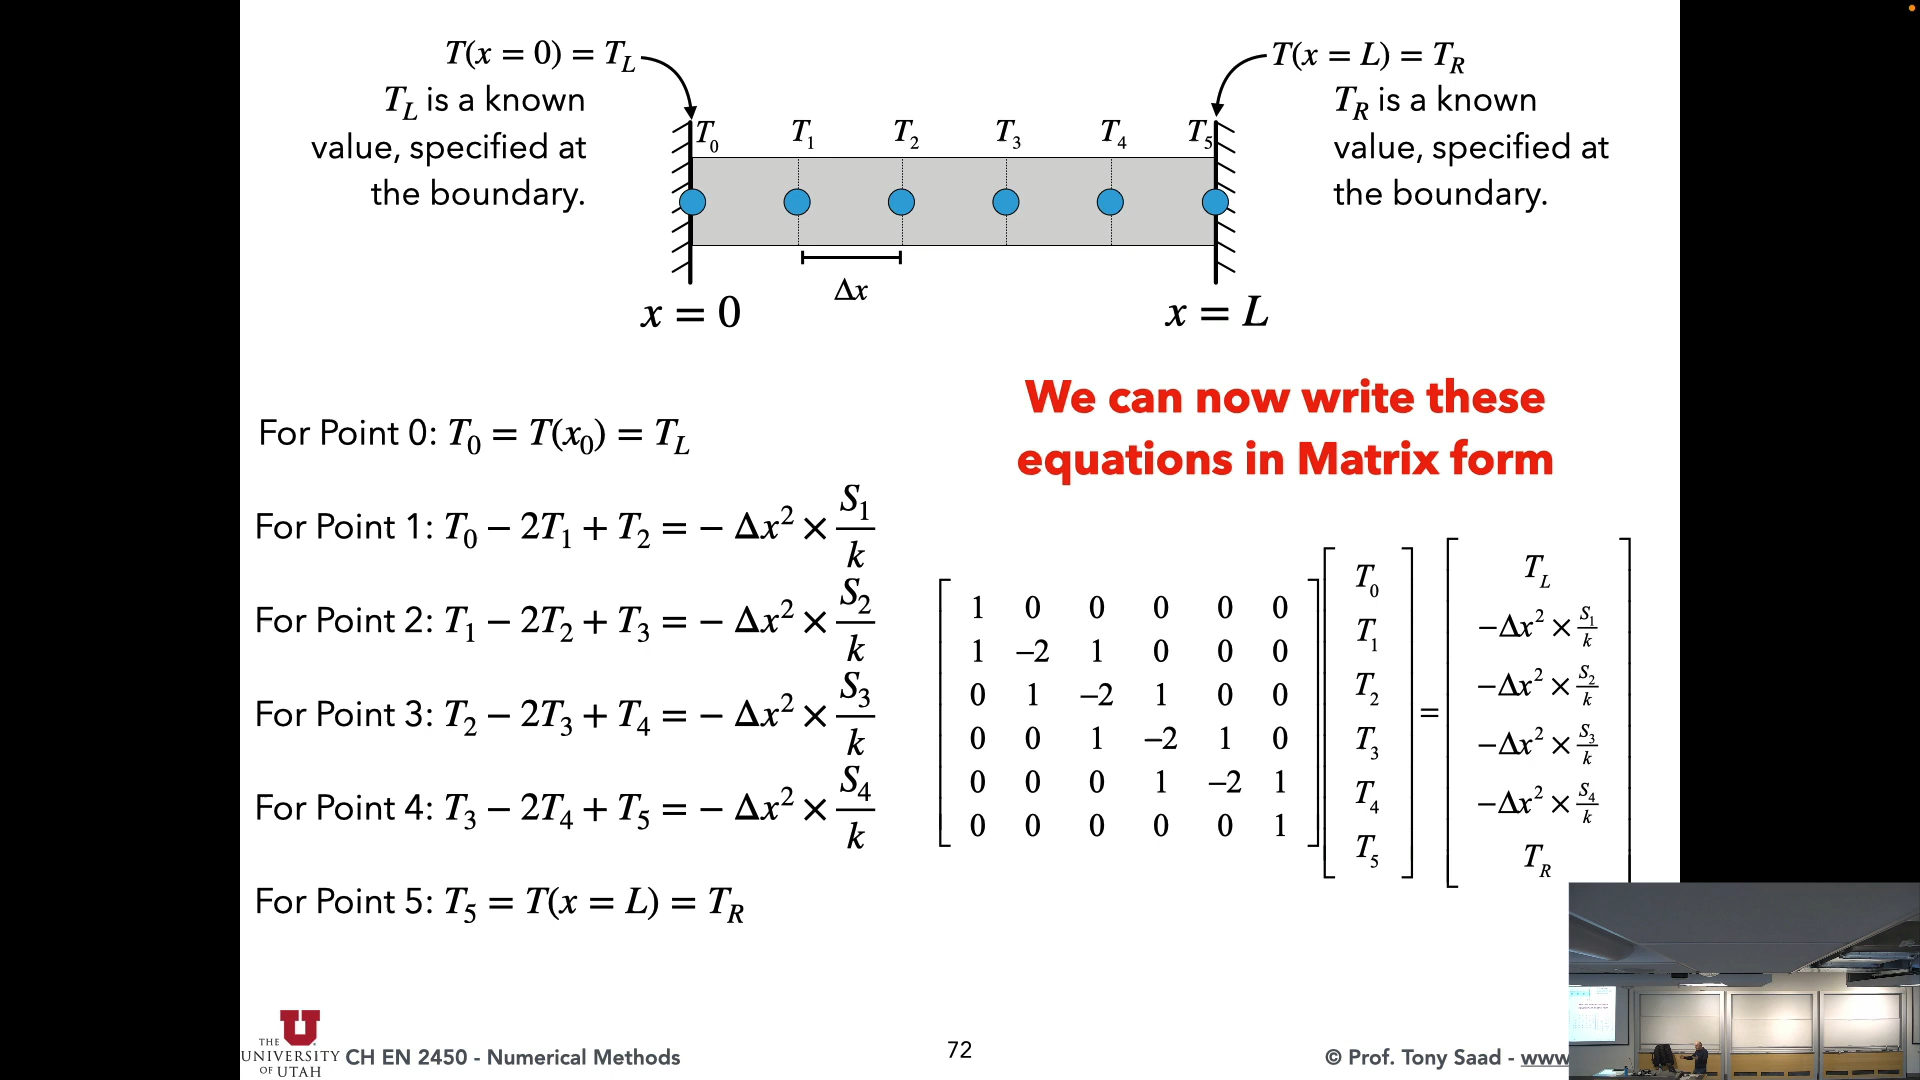 T(x = 0) = T_L
T_L is a known
value, specified at
the boundary.
T(x = L) = T_R
T_R is a known
value, specified at
the boundary.
T_0 T_1 T_2 T_3 T_4 T_5
Δx
x = 0
x = L
We can now write these
equations in Matrix form
For Point 0: T_0 = T(x_0) = T_L
For Point 1: T_0 − 2T_1 + T_2 = − Δx² × S_1/k
For Point 2: T_1 − 2T_2 + T_3 = − Δx² × S_2/k
For Point 3: T_2 − 2T_3 + T_4 = − Δx² × S_3/k
For Point 4: T_3 − 2T_4 + T_5 = − Δx² × S_4/k
For Point 5: T_5 = T(x = L) = T_R
1 0 0 0 0 0
1 −2 1 0 0 0
0 1 −2 1 0 0
0 0 1 −2 1 0
0 0 0 1 −2 1
0 0 0 0 0 1
T_0
T_1
T_2
T_3
T_4
T_5
=
T_L
−Δx² × S_1/k
−Δx² × S_2/k
−Δx² × S_3/k
−Δx² × S_4/k
T_R
U
THE
UNIVERSITY
OF UTAH
CH EN 2450 - Numerical Methods
72
© Prof. Tony Saad - www